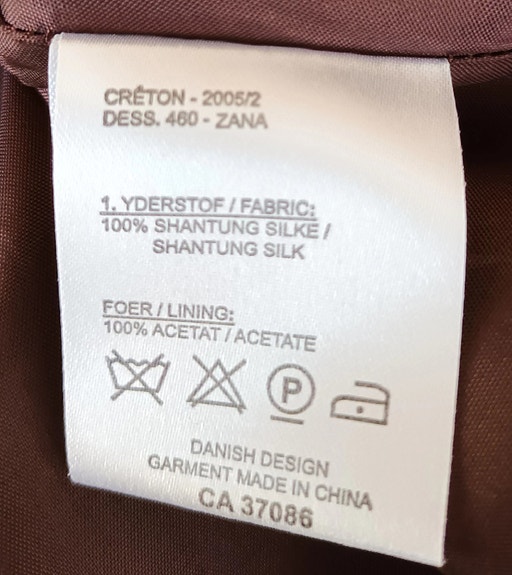 CRÉTON - 2005/2
DESS. 460 - ZANA
1. YDERSTOF / FABRIC:
100% SHANTUNG SILKE /
SHANTUNG SILK
FOER / LINING:
100% ACETAT / ACETATE
P
DANISH DESIGN
GARMENT MADE IN CHINA
CA 37086